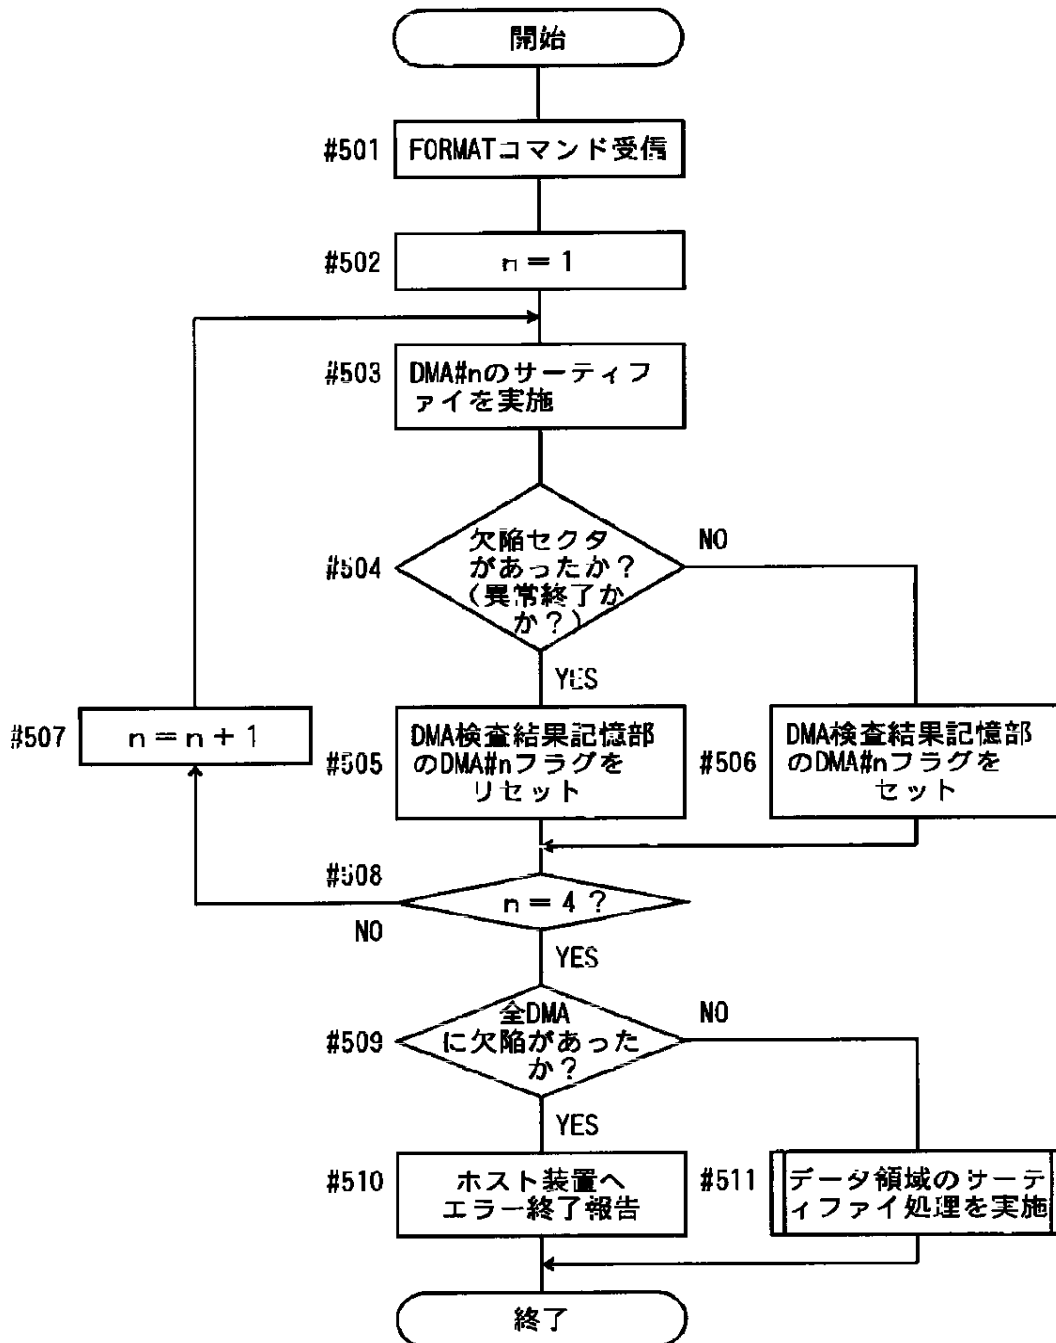 開始
#501
FORMATコマンド受信
#502
n=1
#503
DMA#nのサーティフ
ァイを実施
#504
欠陥セクタ
があったか？
(異常終了か
か？)
NO
YES
#507
n=n+1
#505
DMA検査結果記憶部
のDMA#nフラグを
リセット
#506
DMA検査結果記憶部
のDMA#nフラグを
セット
#508
n=4？
NO
YES
#509
全DMA
に欠陥があった
か？
NO
YES
#510
ホスト装置へ
エラー終了報告
#511
データ領域のサーテ
ィファイ処理を実施
終了